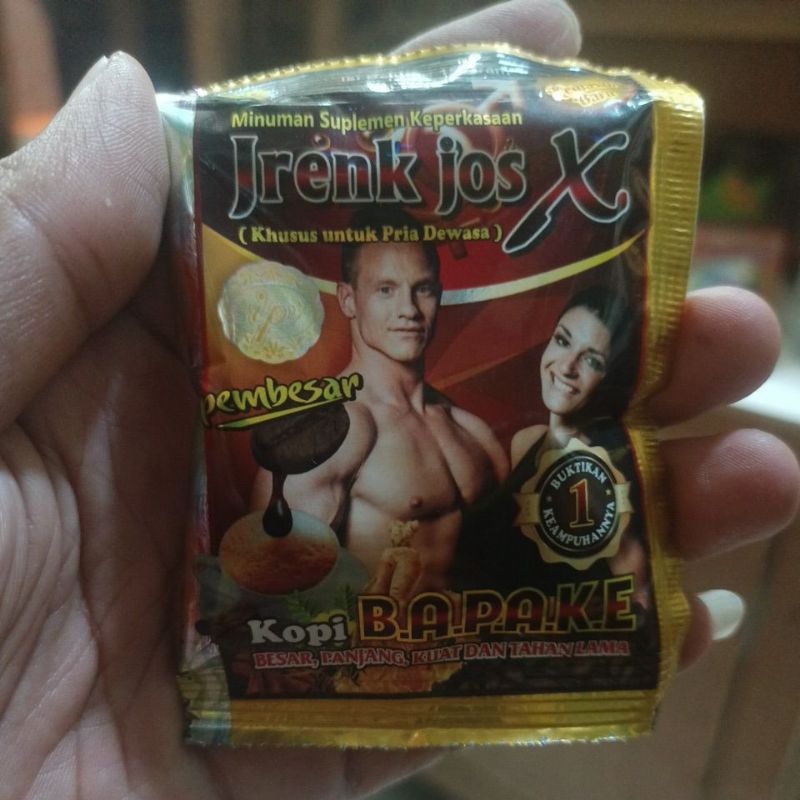 Minuman Suplemen Keperkasaan
Jrenk jos X
( Khusus untuk Pria Dewasa )
pembesar
BUKTIKAN
1
KEAMPUHANNYA
Kopi B.A.P.A.K.E
BESAR, PANJANG, KUAT DAN TAHAN LAMA